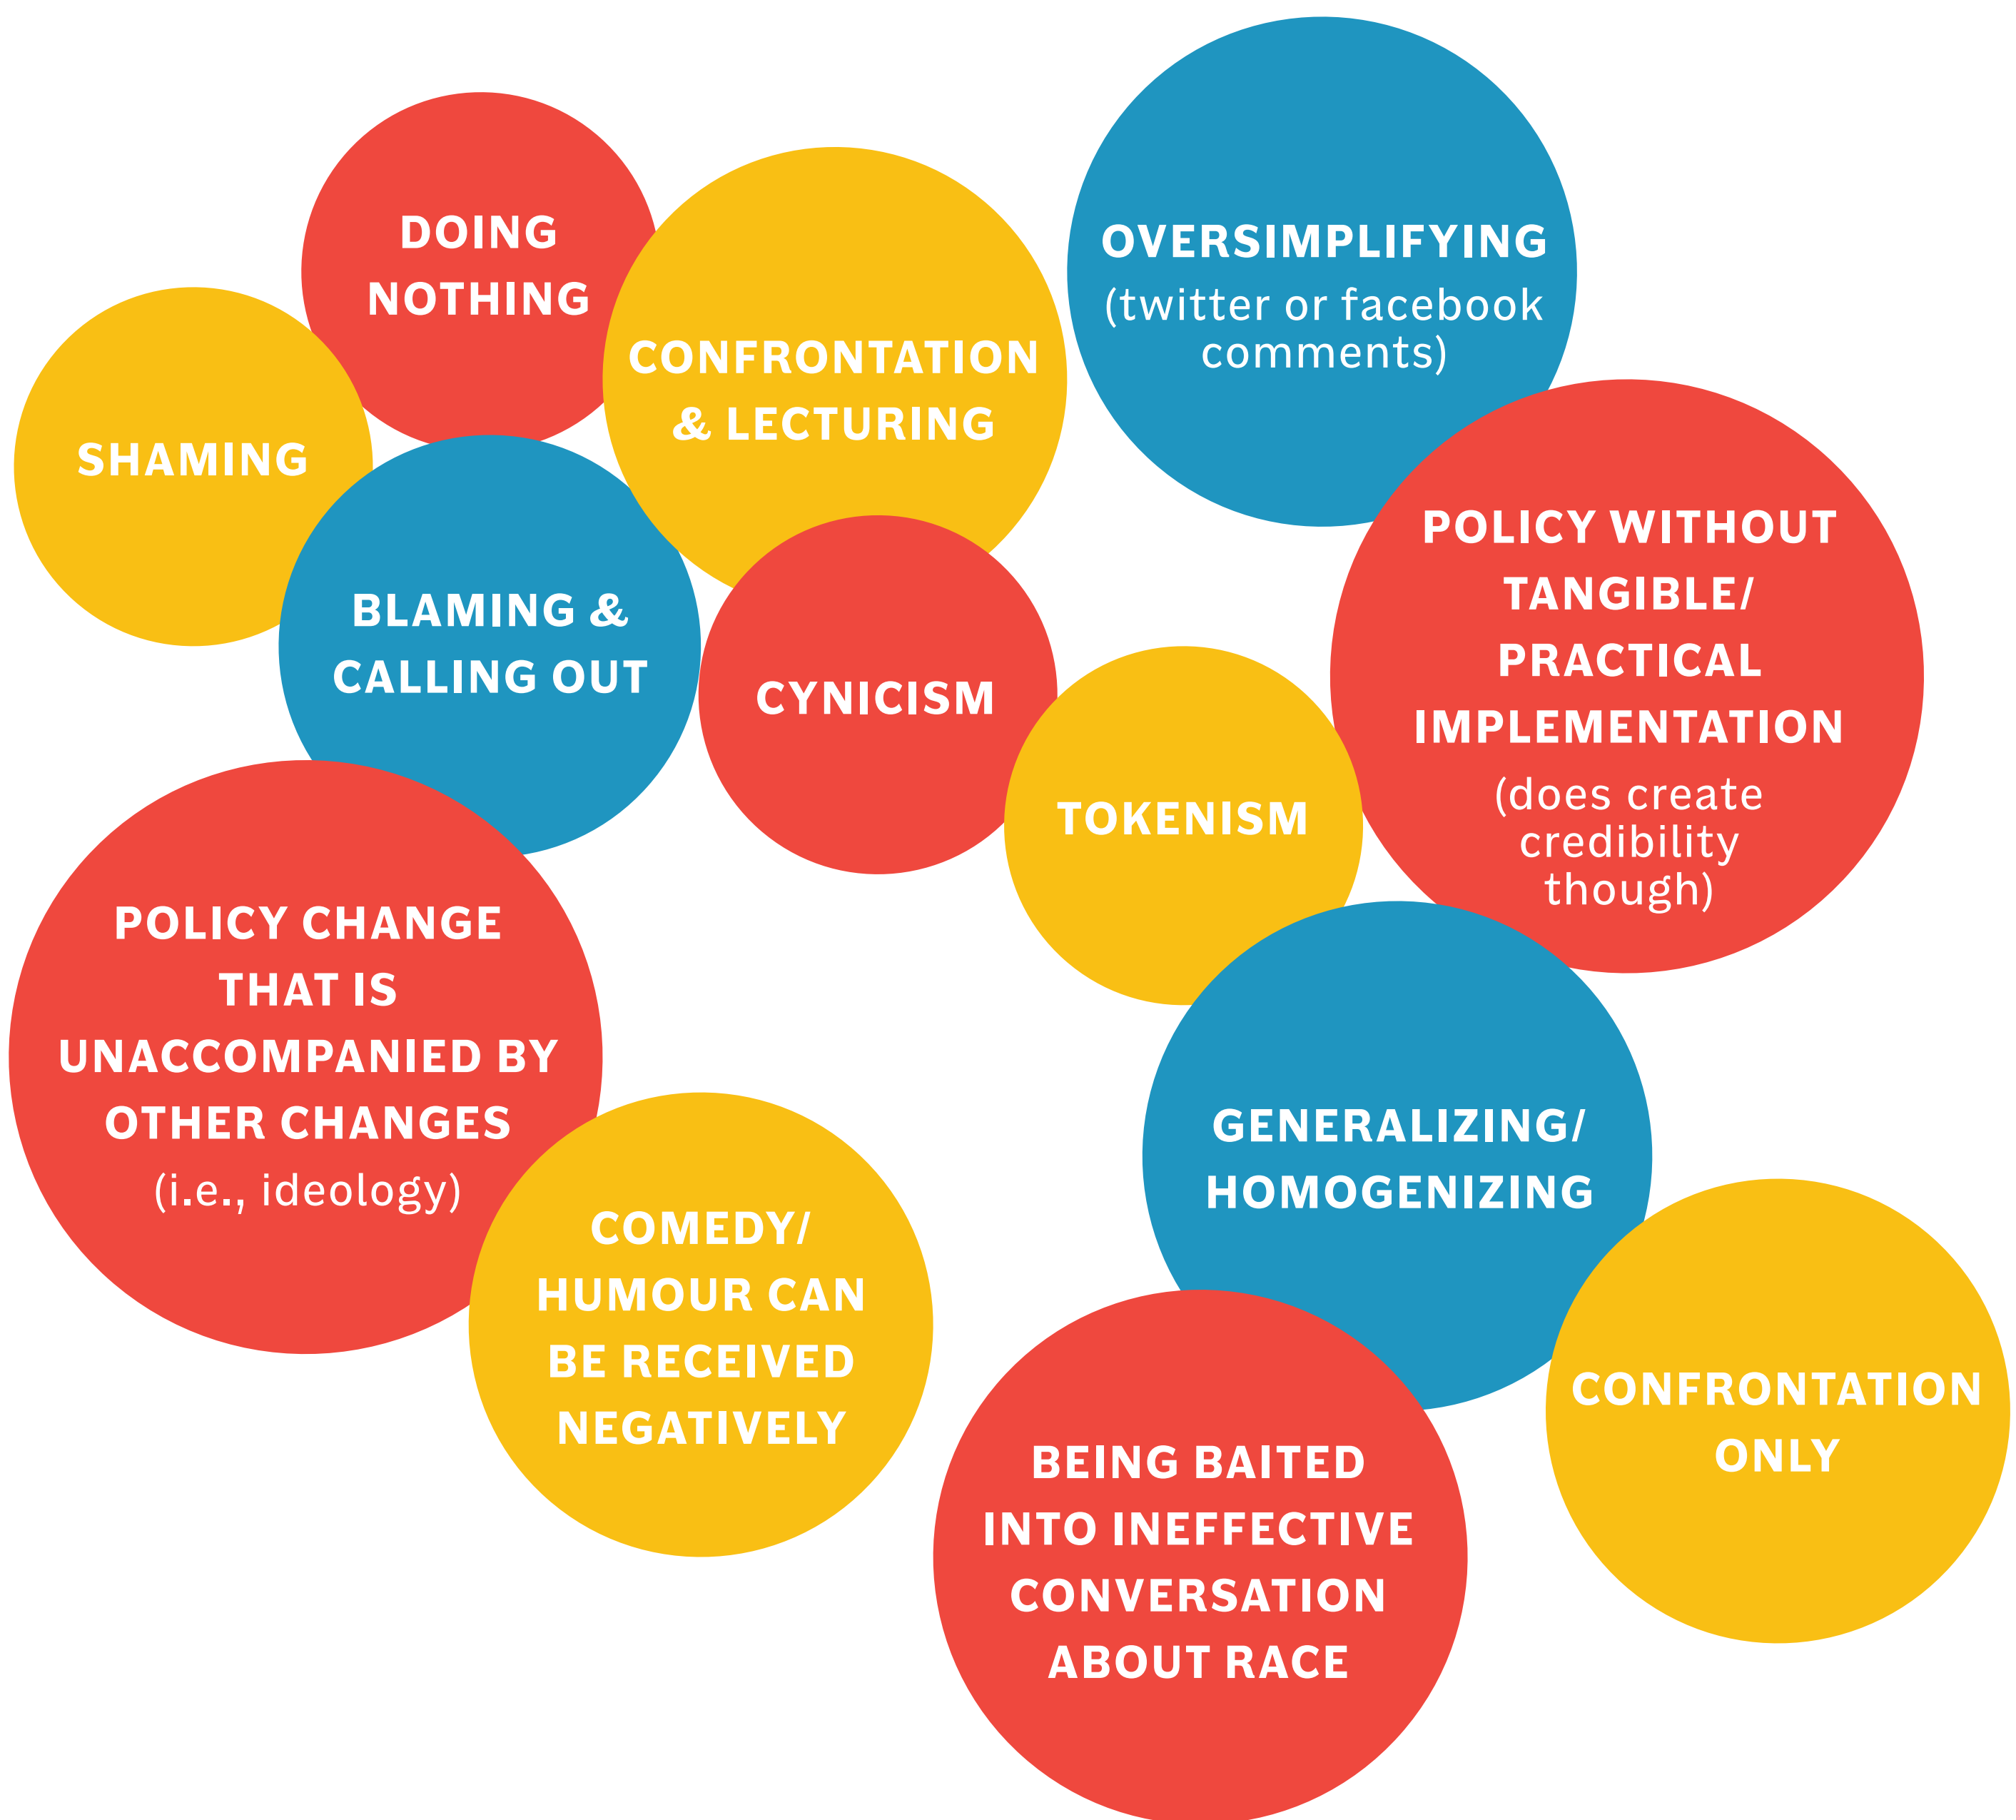 DOING
NOTHING
CONFRONTATION
& LECTURING
OVERSIMPLIFYING
(twitter or facebook
comments)
SHAMING
BLAMING &
CALLING OUT
CYNICISM
TOKENISM
POLICY WITHOUT
TANGIBLE/
PRACTICAL
IMPLEMENTATION
(does create
credibility
though)
POLICY CHANGE
THAT IS
UNACCOMPANIED BY
OTHER CHANGES
(i.e., ideology)
COMEDY/
HUMOUR CAN
BE RECEIVED
NEGATIVELY
GENERALIZING/
HOMOGENIZING
BEING BAITED
INTO INEFFECTIVE
CONVERSATION
ABOUT RACE
CONFRONTATION
ONLY